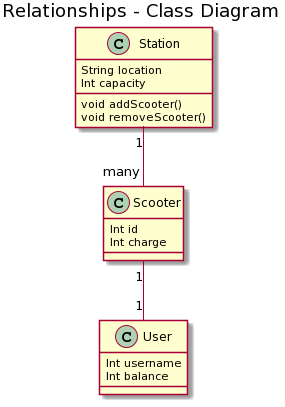 Relationships - Class Diagram
C Station
String location
Int capacity
void addScooter()
void removeScooter()
1
many
C Scooter
Int id
Int charge
1
1
C User
Int username
Int balance